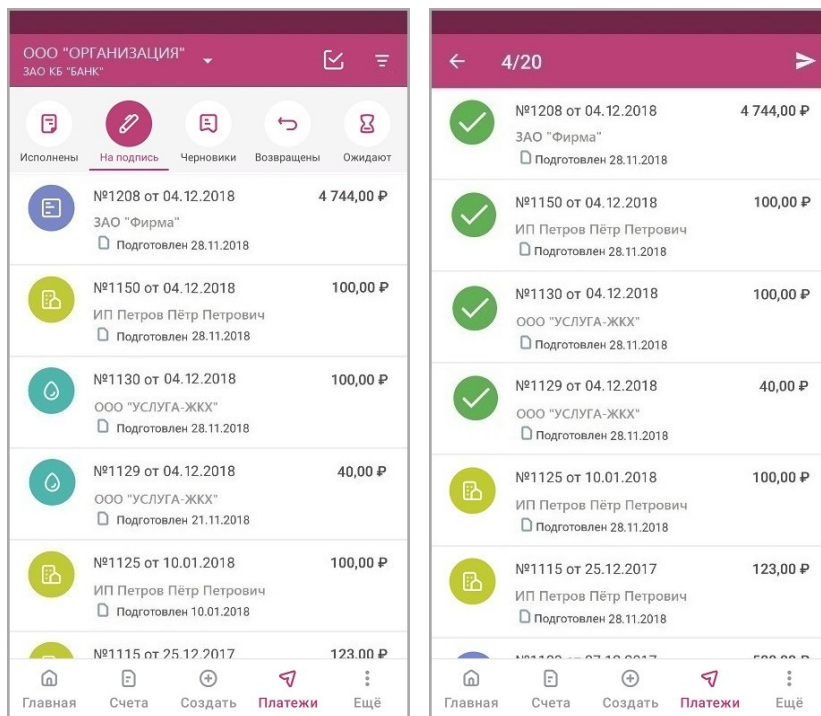 ООО "ОРГАНИЗАЦИЯ"
ЗАО КБ "БАНК"
Исполнены На подпись Черновики Возвращены Ожидают
№1208 от 04.12.2018 4 744,00 ₽
ЗАО "Фирма"
Подготовлен 28.11.2018
№1150 от 04.12.2018 100,00 ₽
ИП Петров Пётр Петрович
Подготовлен 28.11.2018
№1130 от 04.12.2018 100,00 ₽
ООО "УСЛУГА-ЖКХ"
Подготовлен 28.11.2018
№1129 от 04.12.2018 40,00 ₽
ООО "УСЛУГА-ЖКХ"
Подготовлен 21.11.2018
№1125 от 10.01.2018 100,00 ₽
ИП Петров Пётр Петрович
Подготовлен 10.01.2018
№1115 от 25.12.2017 123,00 ₽
Главная Счета Создать Платежи Ещё
4/20
№1208 от 04.12.2018 4 744,00 ₽
ЗАО "Фирма"
Подготовлен 28.11.2018
№1150 от 04.12.2018 100,00 ₽
ИП Петров Пётр Петрович
Подготовлен 28.11.2018
№1130 от 04.12.2018 100,00 ₽
ООО "УСЛУГА-ЖКХ"
Подготовлен 28.11.2018
№1129 от 04.12.2018 40,00 ₽
ООО "УСЛУГА-ЖКХ"
Подготовлен 28.11.2018
№1125 от 10.01.2018 100,00 ₽
ИП Петров Пётр Петрович
Подготовлен 28.11.2018
№1115 от 25.12.2017 123,00 ₽
ИП Петров Пётр Петрович
Подготовлен 28.11.2018
Главная Счета Создать Платежи Ещё